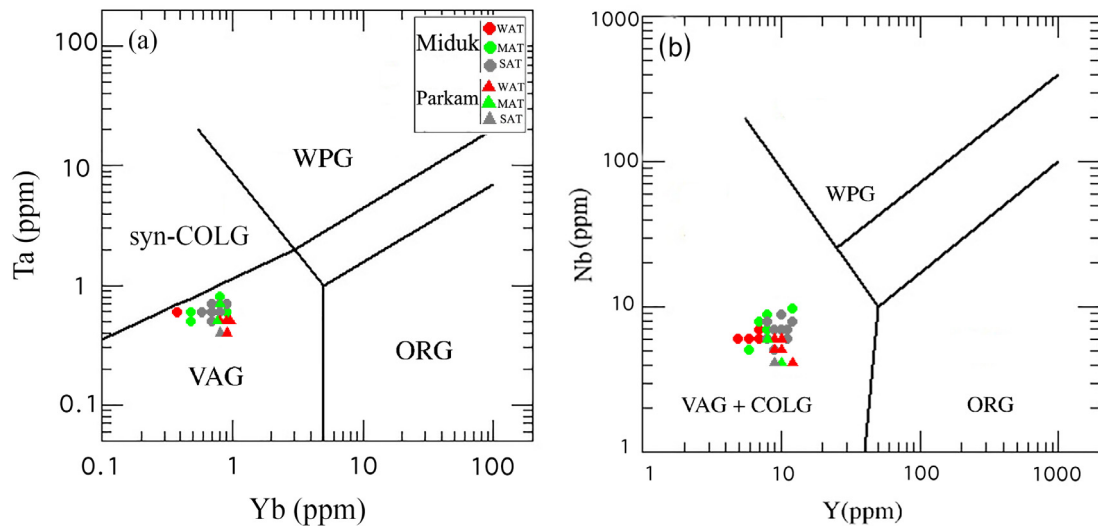 (a)
Miduk
WAT
MAT
SAT
Parkam
WAT
MAT
SAT
100
10
1
0.1
Ta (ppm)
WPG
syn-COLG
VAG
ORG
0.1 1 10 100
Yb (ppm)
(b)
1000
100
10
1
Nb(ppm)
WPG
VAG + COLG
ORG
1 10 100 1000
Y(ppm)